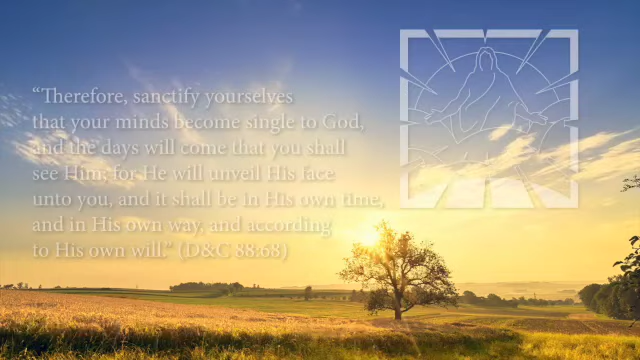 “Therefore, sanctify yourselves
that your minds become single to God,
and the days will come that you shall
see Him; for He will unveil His face
unto you, and it shall be in His own time,
and in His own way, and according
to His own will.” (D&C 88:68)